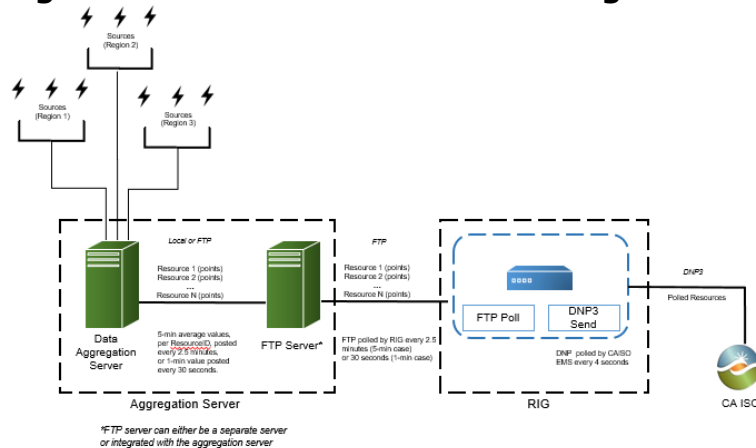 Sources
(Region 2)
Sources
(Region 1)
Sources
(Region 3)
Local or FTP
Resource 1 (points)
Resource 2 (points)
...
Resource N (points)
Data
Aggregation
Server
5-min average values,
per ResourceID, posted
every 2.5 minutes,
or 1-min value posted
every 30 seconds.
FTP Server*
Aggregation Server
*FTP server can either be a separate server
or integrated with the aggregation server
FTP
Resource 1 (points)
Resource 2 (points)
...
Resource N (points)
FTP polled by RIG every 2.5
minutes (5-min case)
or 30 seconds (1-min case)
FTP Poll
DNP3
Send
DNP polled by CAISO
EMS every 4 seconds
RIG
DNP3
Polled Resources
CA ISO